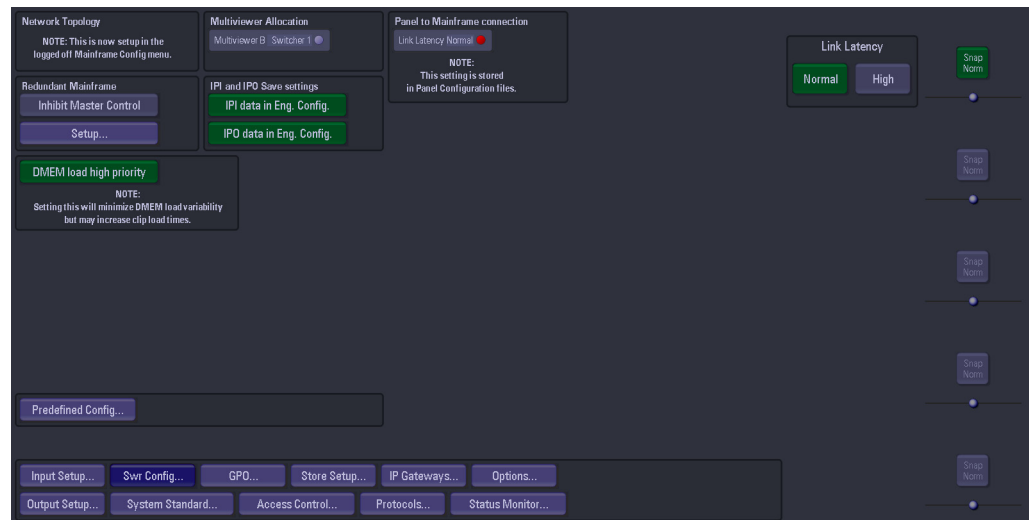 Network Topology
NOTE: This is now setup in the
logged off Mainframe Config menu.
Multiviewer Allocation
Multiviewer B Switcher 1
Panel to Mainframe connection
Link Latency Normal
NOTE:
This setting is stored
in Panel Configuration files.
Link Latency
Normal
High
Snap
Norm
Redundant Mainframe
Inhibit Master Control
Setup...
IPI and IPO Save settings
IPI data in Eng. Config.
IPO data in Eng. Config.
DMEM load high priority
NOTE:
Setting this will minimize DMEM load variability
but may increase clip load times.
Snap
Norm
Snap
Norm
Snap
Norm
Predefined Config...
Input Setup...
Swr Config...
GPO...
Store Setup...
IP Gateways...
Options...
Snap
Norm
Output Setup...
System Standard...
Access Control...
Protocols...
Status Monitor...